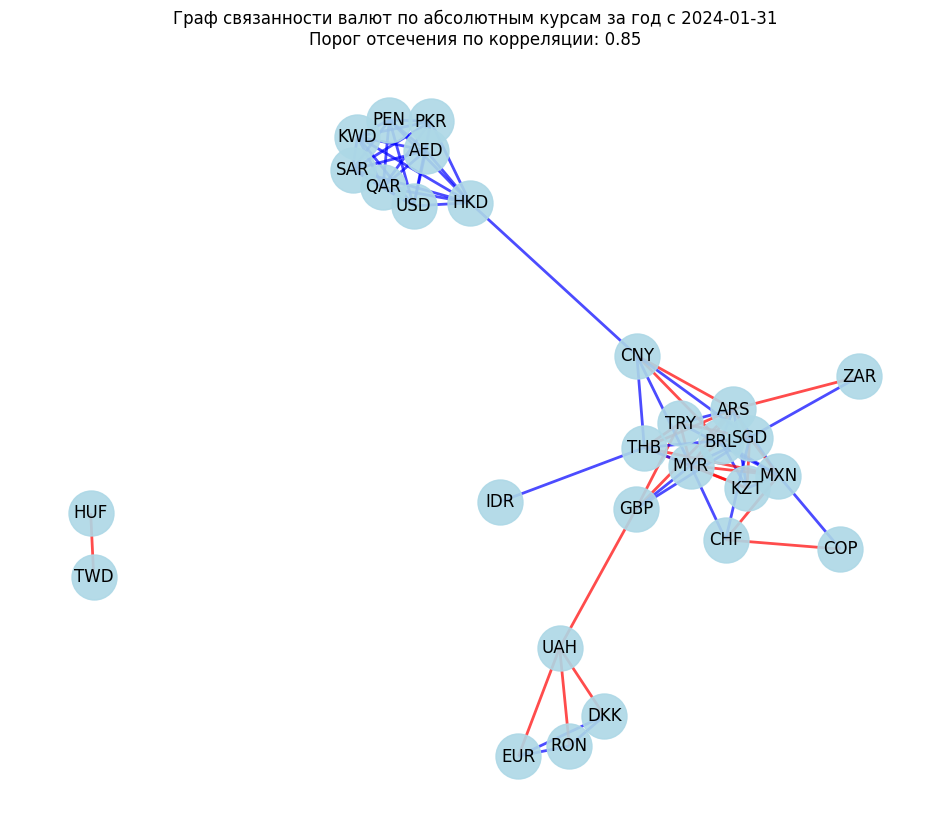 Граф связанности валют по абсолютным курсам за год с 2024-01-31
Порог отсечения по корреляции: 0.85
PEN
PKR
KWD
AED
SAR
QAR
USD
HKD
CNY
ZAR
ARS
TRY
SGD
BRL
THB
MYR
MXN
KZT
IDR
GBP
HUF
CHF
COP
TWD
UAH
DKK
RON
EUR